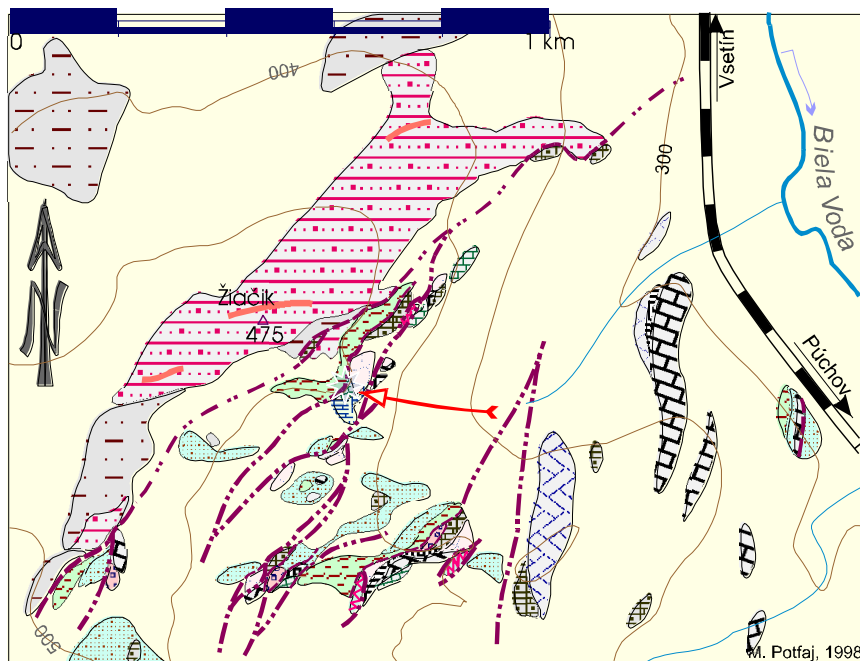 0
1 km
Vsetín
400
300
Biela Voda
Žiačik
475
Púchov
500
M. Potfaj, 1998